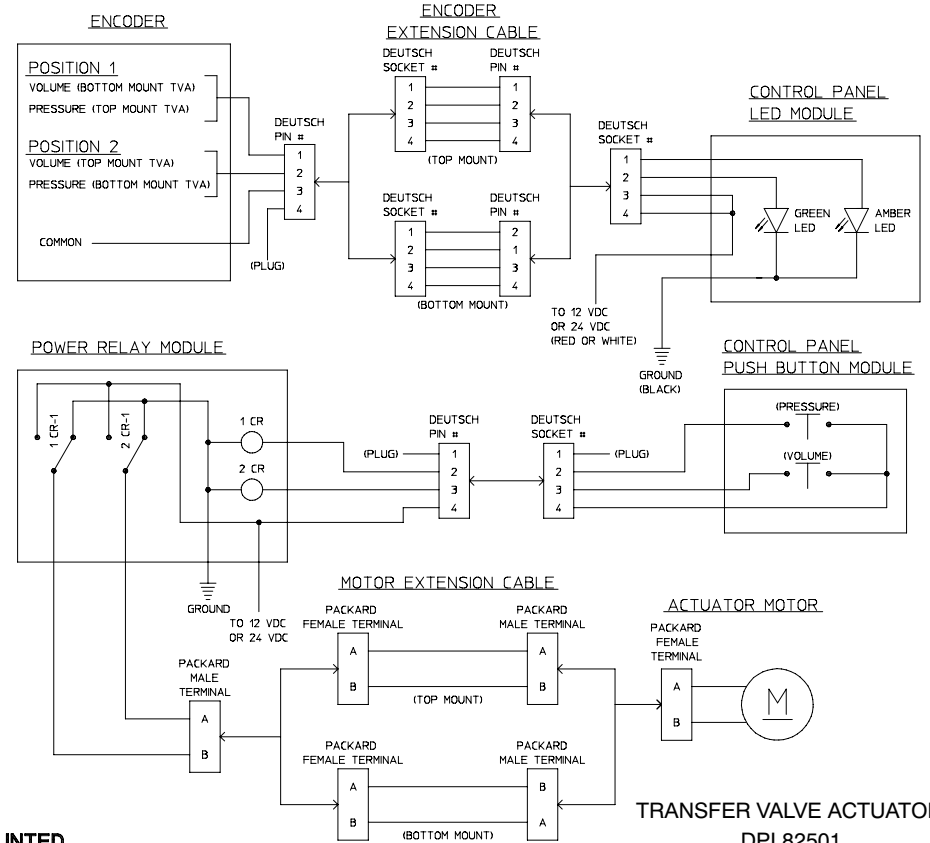 ENCODER
POSITION 1
VOLUME (BOTTOM MOUNT TVA)
PRESSURE (TOP MOUNT TVA)
POSITION 2
VOLUME (TOP MOUNT TVA)
PRESSURE (BOTTOM MOUNT TVA)
COMMON
DEUTSCH
PIN #
1
2
3
4
(PLUG)
ENCODER
EXTENSION CABLE
DEUTSCH
SOCKET #
1
2
3
4
DEUTSCH
PIN #
1
2
3
4
(TOP MOUNT)
DEUTSCH
SOCKET #
1
2
3
4
DEUTSCH
PIN #
2
1
3
4
(BOTTOM MOUNT)
DEUTSCH
SOCKET #
1
2
3
4
CONTROL PANEL
LED MODULE
GREEN
LED
AMBER
LED
TO 12 VDC
OR 24 VDC
(RED OR WHITE)
GROUND
(BLACK)
POWER RELAY MODULE
1 CR-1
2 CR-1
1 CR
2 CR
GROUND
TO 12 VDC
OR 24 VDC
DEUTSCH
PIN #
(PLUG)
1
2
3
4
DEUTSCH
SOCKET #
1
2
3
4
(PLUG)
CONTROL PANEL
PUSH BUTTON MODULE
(PRESSURE)
(VOLUME)
PACKARD
MALE
TERMINAL
A
B
MOTOR EXTENSION CABLE
PACKARD
FEMALE TERMINAL
A
B
PACKARD
MALE TERMINAL
A
B
(TOP MOUNT)
PACKARD
FEMALE TERMINAL
A
B
PACKARD
MALE TERMINAL
B
A
(BOTTOM MOUNT)
ACTUATOR MOTOR
PACKARD
FEMALE
TERMINAL
A
B
M
TRANSFER VALVE ACTUATOR
DPL82501